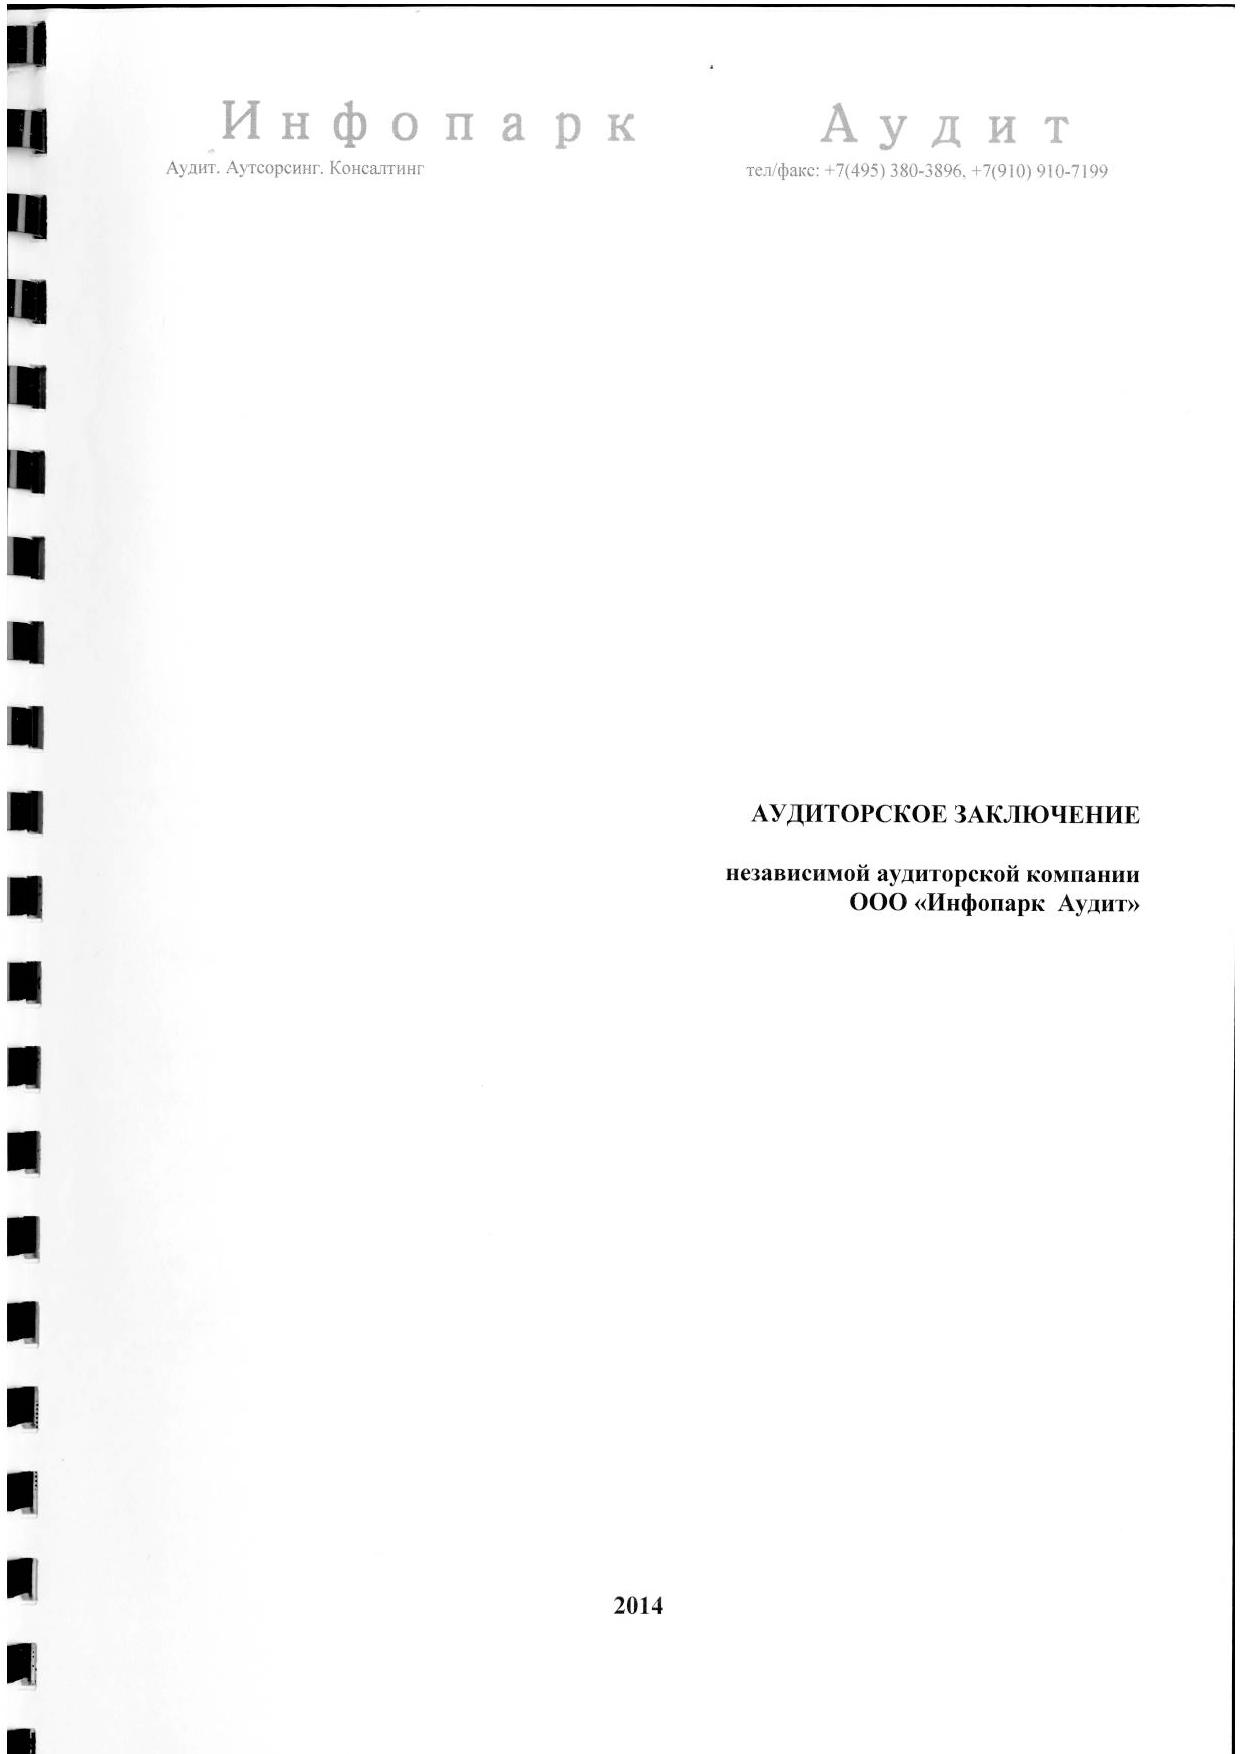 Инфопарк Аудит
Аудит. Аутсорсинг. Консалтинг тел/факс: +7(495) 380-3896, +7(910) 910-7199
АУДИТОРСКОЕ ЗАКЛЮЧЕНИЕ
независимой аудиторской компании
ООО «Инфопарк Аудит»
2014